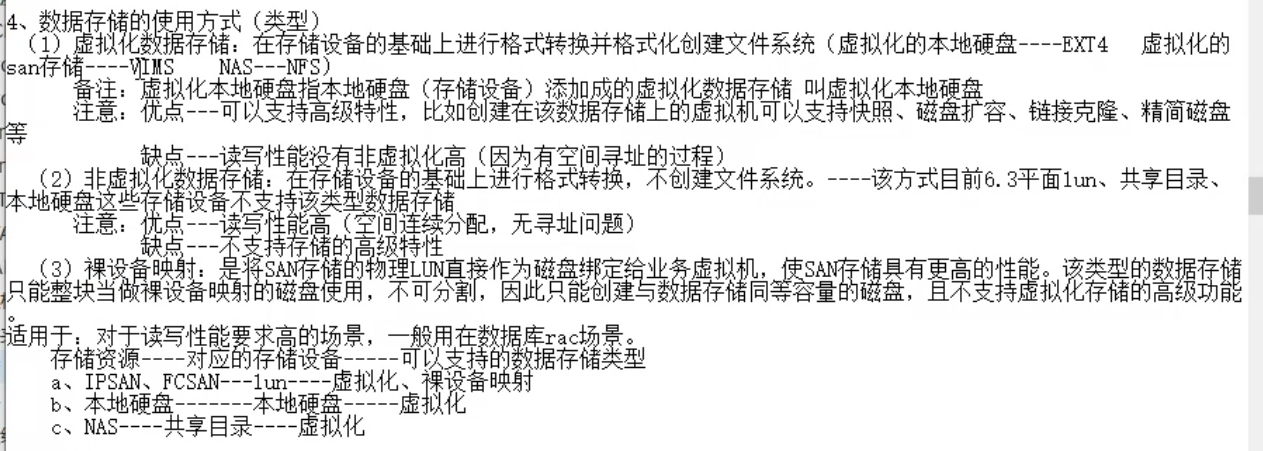 4、数据存储的使用方式（类型）
（1）虚拟化数据存储：在存储设备的基础上进行格式转换并格式化创建文件系统（虚拟化的本地硬盘----EXT4 虚拟化的
san存储----VIMS NAS---NFS）
备注：虚拟化本地硬盘指本地硬盘（存储设备）添加成的虚拟化数据存储 叫虚拟化本地硬盘
注意：优点---可以支持高级特性，比如创建在该数据存储上的虚拟机可以支持快照、磁盘扩容、链接克隆、精简磁盘
等
缺点---读写性能没有非虚拟化高（因为有空间寻址的过程）
（2）非虚拟化数据存储：在存储设备的基础上进行格式转换，不创建文件系统。----该方式目前6.3平面lun、共享目录、
本地硬盘这些存储设备不支持该类型数据存储
注意：优点---读写性能高（空间连续分配，无寻址问题）
缺点---不支持存储的高级特性
（3）裸设备映射：是将SAN存储的物理LUN直接作为磁盘绑定给业务虚拟机，使SAN存储具有更高的性能。该类型的数据存储
只能整块当做裸设备映射的磁盘使用，不可分割，因此只能创建与数据存储同等容量的磁盘，且不支持虚拟化存储的高级功能
。
适用于：对于读写性能要求高的场景，一般用在数据库rac场景。
存储资源----对应的存储设备-----可以支持的数据存储类型
a、IPSAN、FCSAN---lun----虚拟化、裸设备映射
b、本地硬盘-------本地硬盘-----虚拟化
c、NAS----共享目录----虚拟化